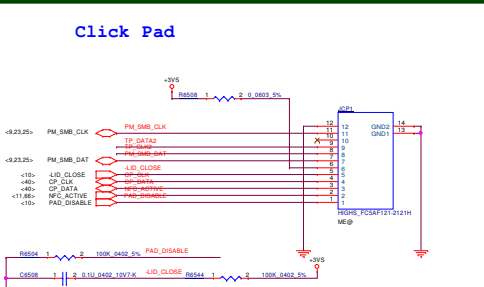 Click Pad
+3VS
R6508 1 2 0_0603_5%
JCP1
<9,23,25> PM_SMB_CLK PM_SMB_CLK 12 12 GND2 14
11 11 GND1 13
TP_DATA2 10 10
TP_CLK2 9 9
PM_SMB_DAT 8 8
<9,23,25> PM_SMB_DAT 7 7
-LID_CLOSE 6 6
<10> -LID_CLOSE CP_CLK 5 5
<40> CP_CLK CP_DATA 4 4
<40> CP_DATA NFC_ACTIVE 3 3
<11,66> NFC_ACTIVE PAD_DISABLE 2 2
<10> PAD_DISABLE 1 1
HIGHS_FC5AF121-2121H
ME@
R6504 1 2 100K_0402_5% PAD_DISABLE
+3VS
C6508 1 2 0.1U_0402_10V7-K -LID_CLOSE R6544 1 2 100K_0402_5%